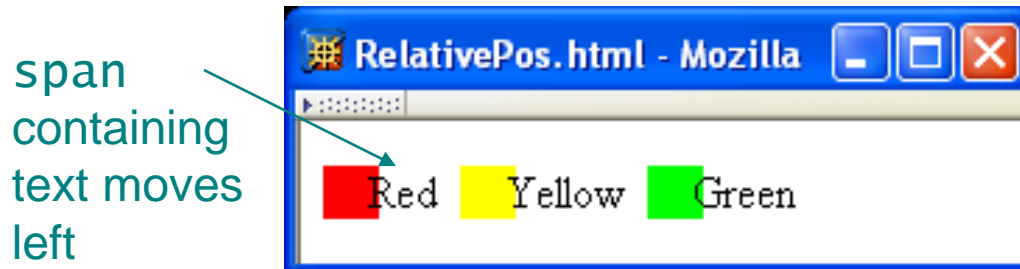 span
containing
text moves
left
RelativePos.html - Mozilla
Red Yellow Green